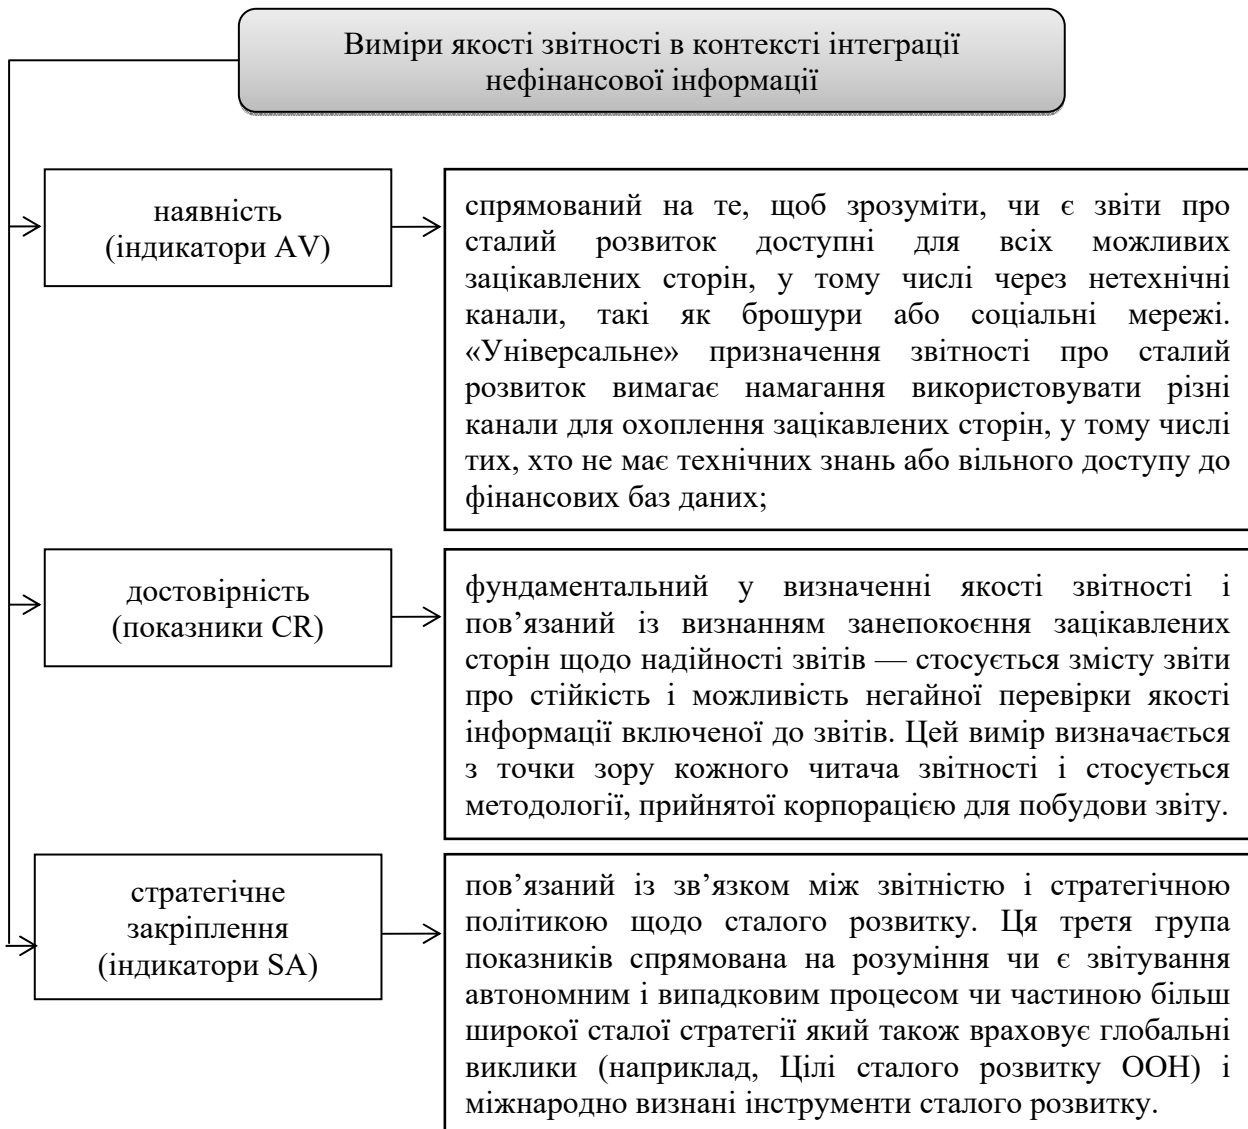 Виміри якості звітності в контексті інтеграції
нефінансової інформації
наявність
(індикатори AV)
спрямований на те, щоб зрозуміти, чи є звіти про
сталий розвиток доступні для всіх можливих
зацікавлених сторін, у тому числі через нетехнічні
канали, такі як брошури або соціальні мережі.
«Універсальне» призначення звітності про сталий
розвиток вимагає намагання використовувати різні
канали для охоплення зацікавлених сторін, у тому числі
тих, хто не має технічних знань або вільного доступу до
фінансових баз даних;
достовірність
(показники CR)
фундаментальний у визначенні якості звітності і
пов’язаний із визнанням занепокоєння зацікавлених
сторін щодо надійності звітів — стосується змісту звіти
про стійкість і можливість негайної перевірки якості
інформації включеної до звітів. Цей вимір визначається
з точки зору кожного читача звітності і стосується
методології, прийнятої корпорацією для побудови звіту.
стратегічне
закріплення
(індикатори SA)
пов’язаний із зв’язком між звітністю і стратегічною
політикою щодо сталого розвитку. Ця третя група
показників спрямована на розуміння чи є звітування
автономним і випадковим процесом чи частиною більш
широкої сталої стратегії який також враховує глобальні
виклики (наприклад, Цілі сталого розвитку ООН) і
міжнародно визнані інструменти сталого розвитку.